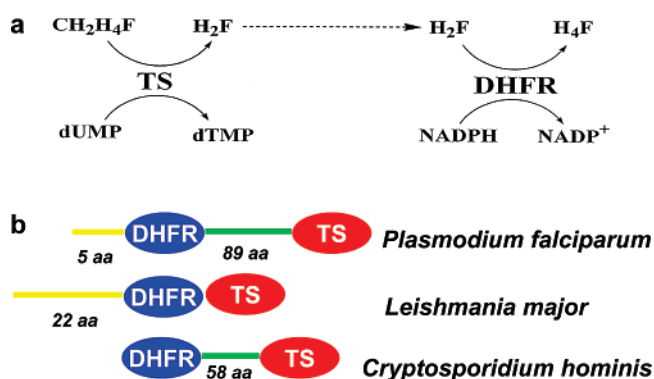 a
CH₂H₄F H₂F H₂F H₄F
TS DHFR
dUMP dTMP NADPH NADP⁺
b
DHFR TS Plasmodium falciparum
5 aa 89 aa
DHFR TS Leishmania major
22 aa
DHFR TS Cryptosporidium hominis
58 aa